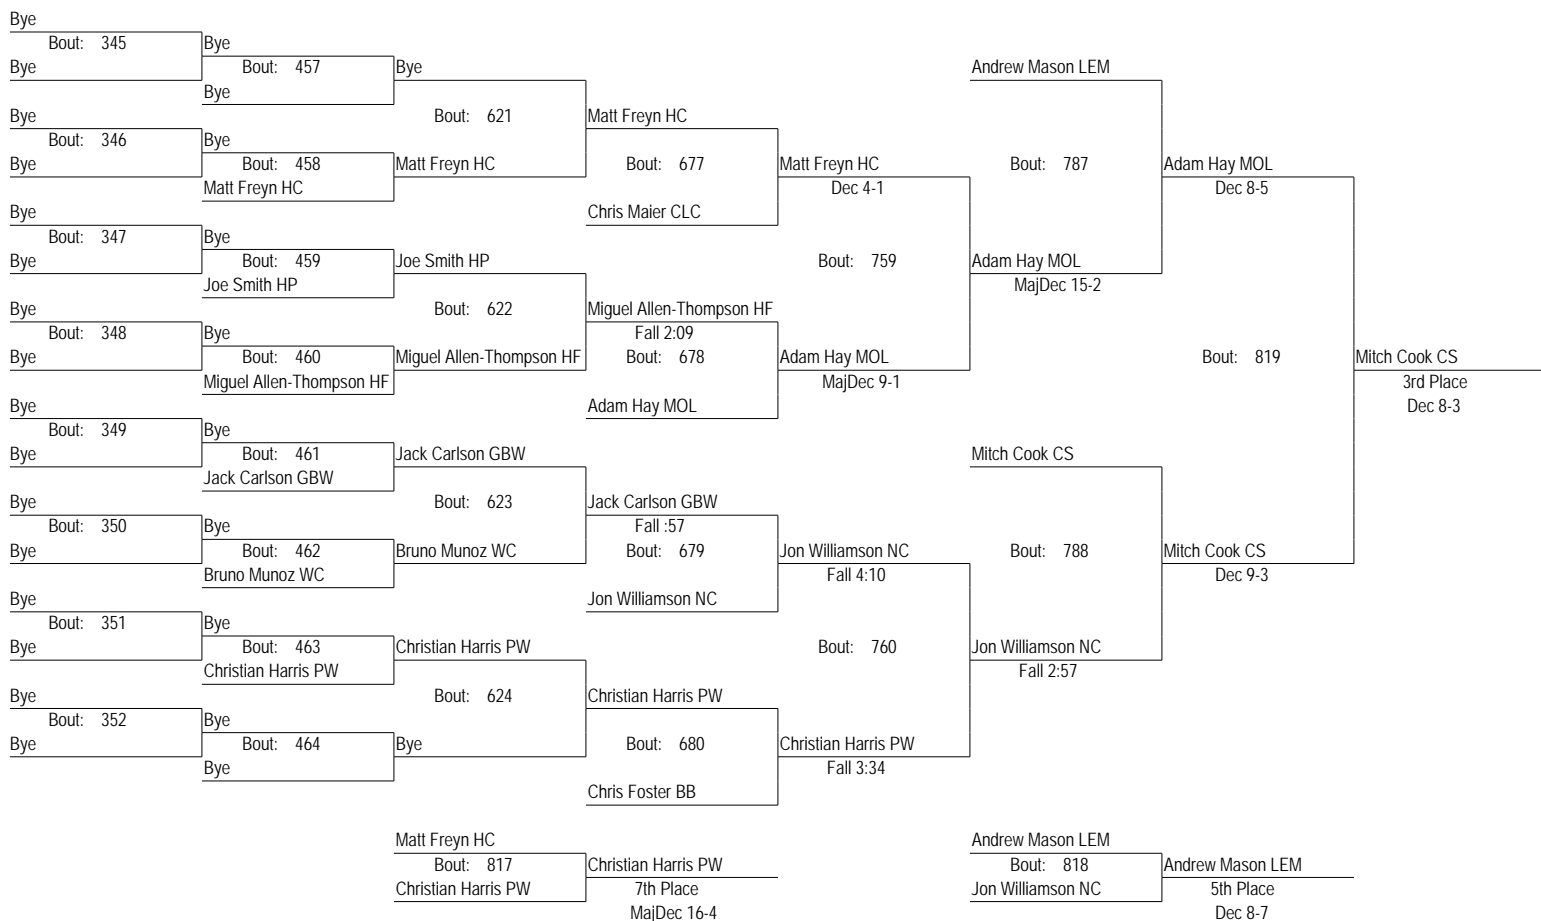 Bye
Bout: 345 Bye
Bye Bout: 457 Bye Andrew Mason LEM
Bye
Bye Bout: 621 Matt Freyn HC
Bout: 346 Bye
Bye Bout: 458 Matt Freyn HC Bout: 677 Matt Freyn HC Bout: 787 Adam Hay MOL
Matt Freyn HC Dec 4-1 Dec 8-5
Bye Chris Maier CLC
Bout: 347 Bye
Bye Bout: 459 Joe Smith HP Bout: 759 Adam Hay MOL
Joe Smith HP MajDec 15-2
Bye Bout: 622 Miguel Allen-Thompson HF
Bout: 348 Bye Fall 2:09
Bye Bout: 460 Miguel Allen-Thompson HF Bout: 678 Adam Hay MOL Bout: 819 Mitch Cook CS
Miguel Allen-Thompson HF MajDec 9-1 3rd Place
Bye Adam Hay MOL Dec 8-3
Bout: 349 Bye
Bye Bout: 461 Jack Carlson GBW Mitch Cook CS
Jack Carlson GBW
Bye Bout: 623 Jack Carlson GBW
Bout: 350 Bye Fall :57
Bye Bout: 462 Bruno Munoz WC Bout: 679 Jon Williamson NC Bout: 788 Mitch Cook CS
Bruno Munoz WC Fall 4:10 Dec 9-3
Bye Jon Williamson NC
Bout: 351 Bye
Bye Bout: 463 Christian Harris PW Bout: 760 Jon Williamson NC
Christian Harris PW Fall 2:57
Bye Bout: 624 Christian Harris PW
Bout: 352 Bye
Bye Bout: 464 Bye Bout: 680 Christian Harris PW
Bye Fall 3:34
Chris Foster BB
Matt Freyn HC Andrew Mason LEM
Bout: 817 Christian Harris PW Bout: 818 Andrew Mason LEM
Christian Harris PW 7th Place Jon Williamson NC 5th Place
MajDec 16-4 Dec 8-7